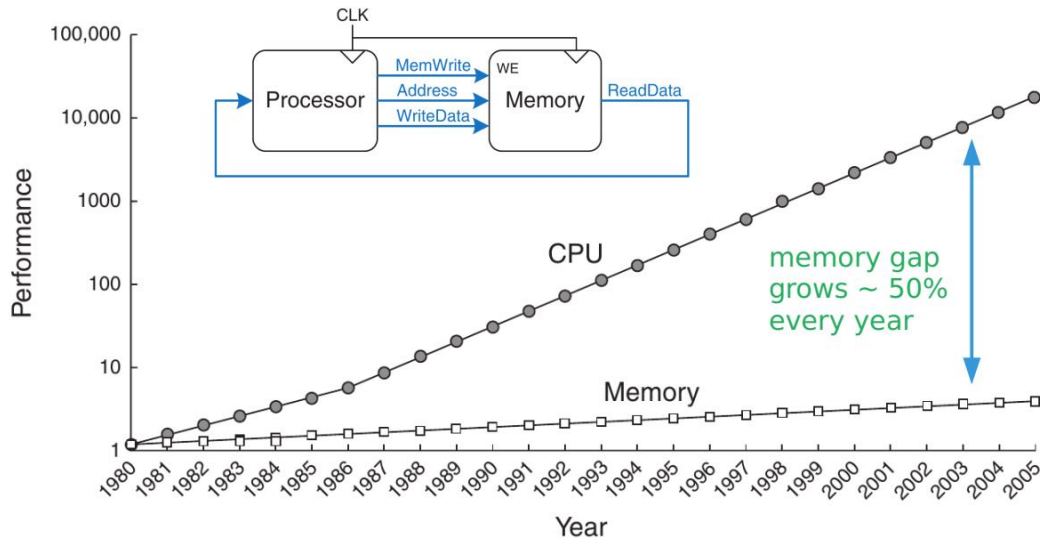 CLK
100,000
10,000
1000
100
10
1
Performance
Processor
MemWrite
Address
WriteData
WE
Memory
ReadData
CPU
memory gap
grows ~ 50%
every year
Memory
1980 1981 1982 1983 1984 1985 1986 1987 1988 1989 1990 1991 1992 1993 1994 1995 1996 1997 1998 1999 2000 2001 2002 2003 2004 2005
Year